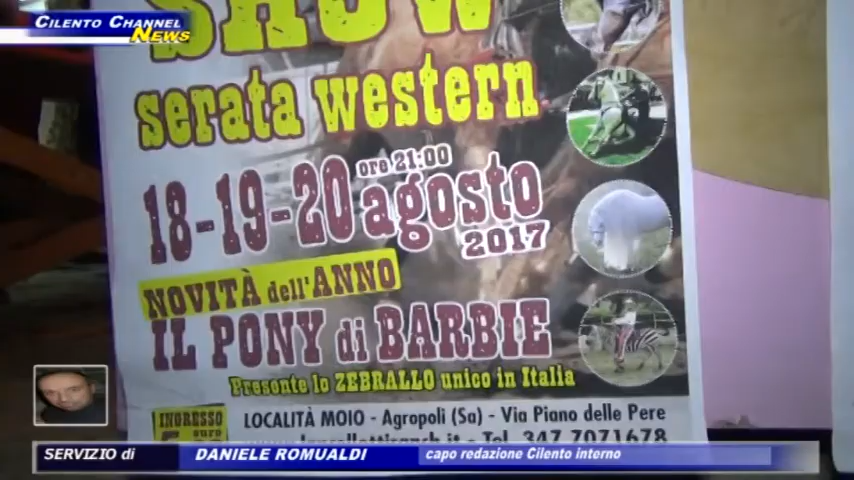 CILENTO CHANNEL
NEWS
SHOW
serata western
ore 21:00
18-19-20 agosto
2017
NOVITÀ dell'ANNO
IL PONY di BARBIE
Presente lo ZEBRALLO unico in Italia
INGRESSO
LOCALITÀ MOIO - Agropoli (Sa) - Via Piano delle Pere
Tel. 347 7071678
SERVIZIO di DANIELE ROMUALDI capo redazione Cilento interno